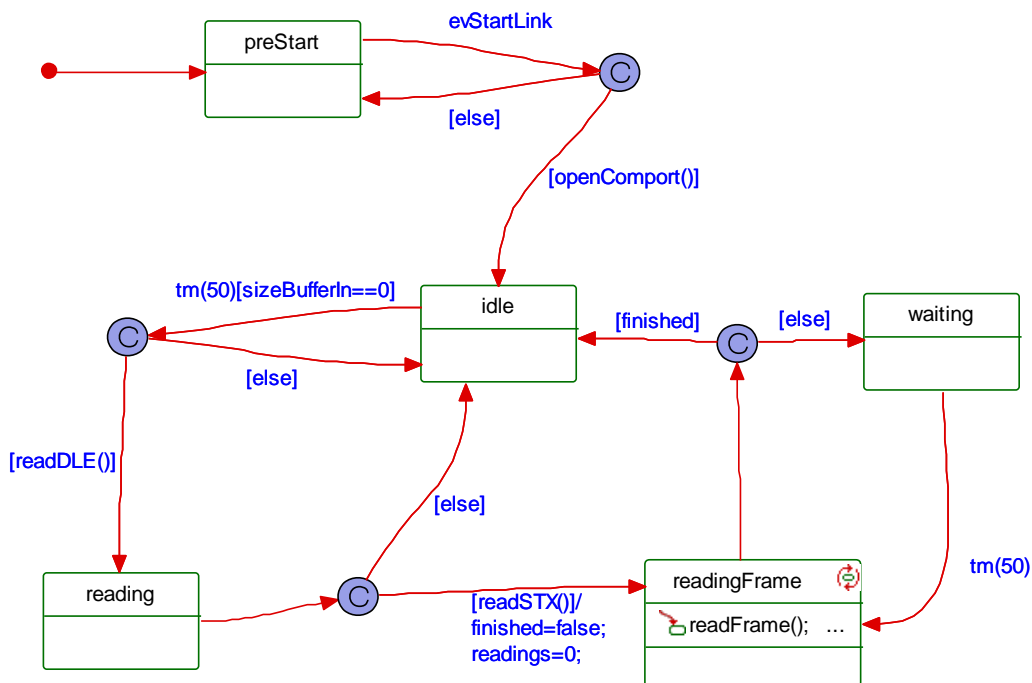 evStartLink
preStart
C
[else]
[openComport()]
tm(50)[sizeBufferIn==0]
idle
[finished]
[else]
waiting
C
C
[else]
[readDLE()]
[else]
tm(50)
reading
C
readingFrame
[readSTX()]/
finished=false;
readings=0;
readFrame(); ...